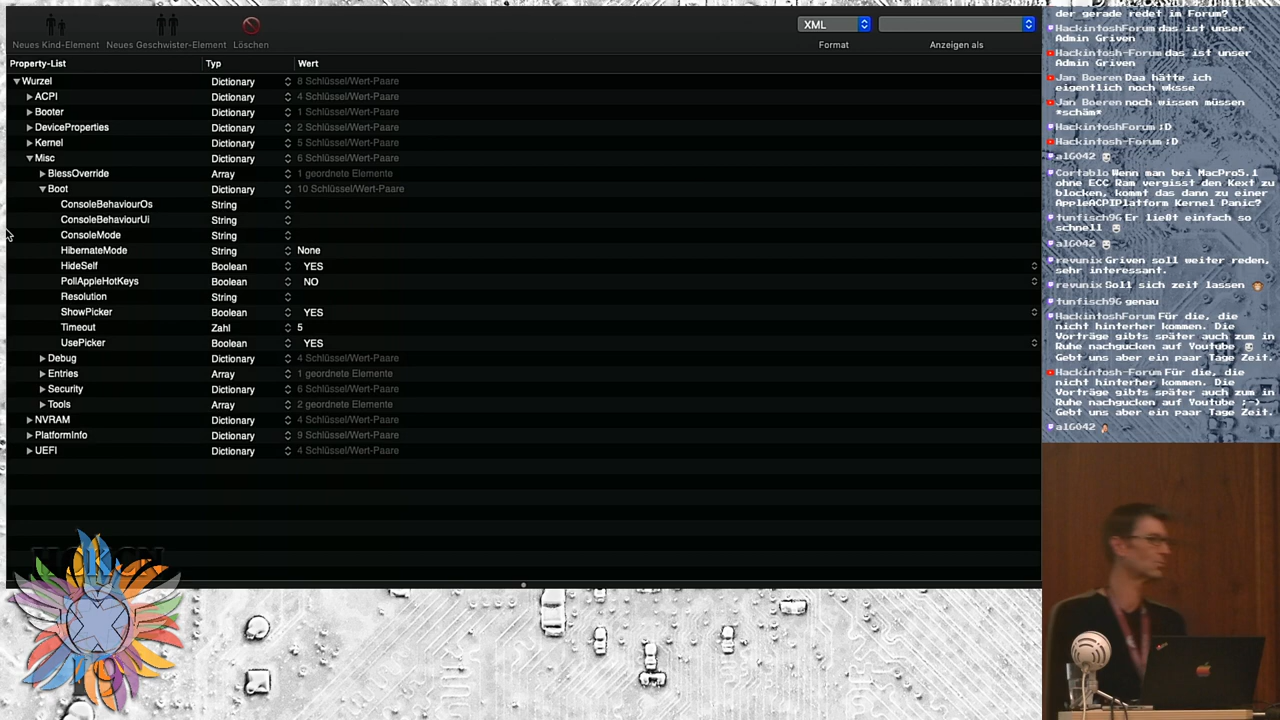 Neues Kind-Element Neues Geschwister-Element Löschen
XML
Format Anzeigen als
Property-List Typ Wert
Wurzel Dictionary 8 Schlüssel/Wert-Paare
ACPI Dictionary 4 Schlüssel/Wert-Paare
Booter Dictionary 1 Schlüssel/Wert-Paare
DeviceProperties Dictionary 2 Schlüssel/Wert-Paare
Kernel Dictionary 5 Schlüssel/Wert-Paare
Misc Dictionary 6 Schlüssel/Wert-Paare
BlessOverride Array 1 geordnete Elemente
Boot Dictionary 10 Schlüssel/Wert-Paare
ConsoleBehaviourOs String
ConsoleBehaviourUi String
ConsoleMode String
HibernateMode String None
HideSelf Boolean YES
PollAppleHotKeys Boolean NO
Resolution String
ShowPicker Boolean YES
Timeout Zahl 5
UsePicker Boolean YES
Debug Dictionary 4 Schlüssel/Wert-Paare
Entries Array 1 geordnete Elemente
Security Dictionary 6 Schlüssel/Wert-Paare
Tools Array 2 geordnete Elemente
NVRAM Dictionary 4 Schlüssel/Wert-Paare
PlatformInfo Dictionary 9 Schlüssel/Wert-Paare
UEFI Dictionary 4 Schlüssel/Wert-Paare
der gerade redet im Forum?
HackintoshForum das ist unser
Admin Griven
Hackintosh-Forum das ist unser
Admin Griven
Jan Boeren Daa hätte ich
eigentlich noch wksse
Jan Boeren noch wissen müssen
*schäm*
HackintoshForum :D
Hackintosh-Forum :D
al6042
Cortablo Wenn man bei MacPro5.1
ohne ECC Ram vergisst den Kext zu
blocken, kommt das dann zu einer
AppleACPIPlatform Kernel Panic?
tunfisch96 Er ließt einfach so
schnell
al6042
revunix Griven soll weiter reden,
sehr interessant.
revunix Soll sich zeit lassen
tunfisch96 genau
HackintoshForum Für die, die
nicht hinterher kommen. Die
Vorträge gibts später auch zum in
Ruhe nachgucken auf Youtube
Gebt uns aber ein paar Tage Zeit.
Hackintosh-Forum Für die, die
nicht hinterher kommen. Die
Vorträge gibts später auch zum in
Ruhe nachgucken auf Youtube ;-)
Gebt uns aber ein paar Tage Zeit.
al6042